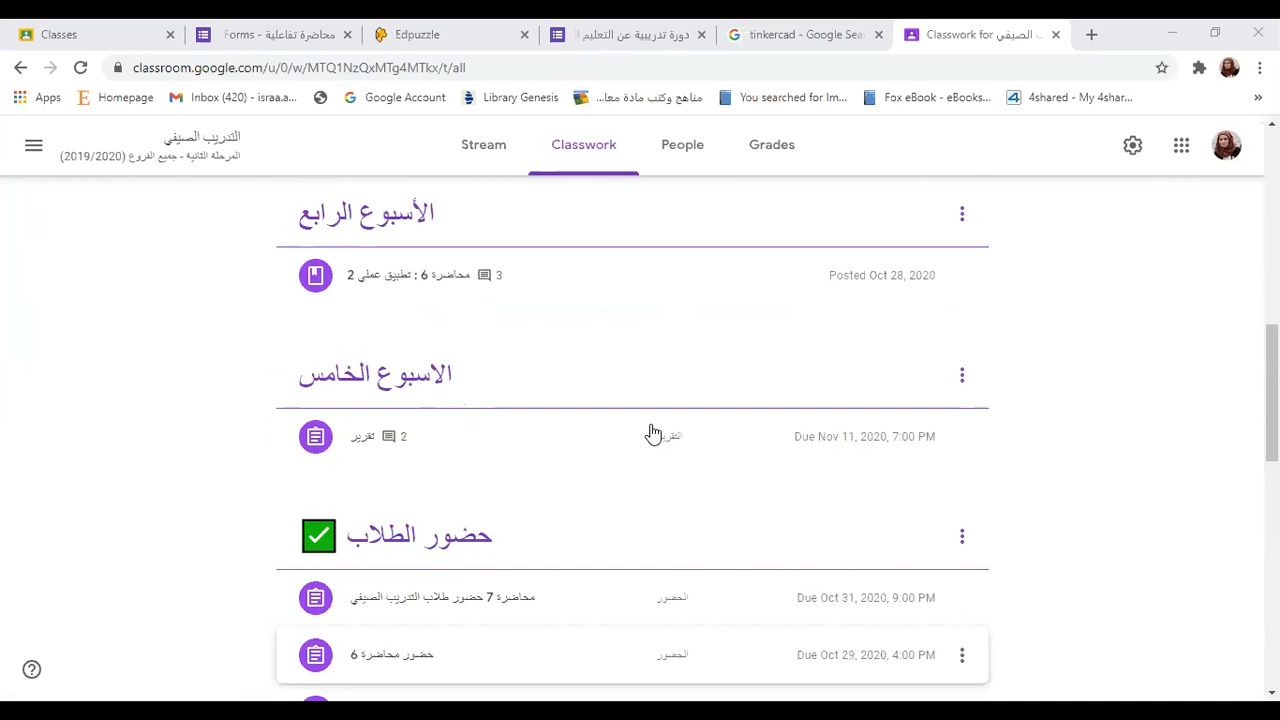 Classes
محاضرة تفاعلية - Forms
Edpuzzle
دورة تدريبية عن التعليم ال
tinkercad - Google Sea
Classwork for ب الصيفي
classroom.google.com/u/0/w/MTQ1NzQxMTg4MTkx/t/all
Apps
Homepage
Inbox (420) - israa.a...
Google Account
Library Genesis
مناهج وكتب مادة معا...
You searched for Im...
Fox eBook - eBooks...
4shared - My 4shar...
»
التدريب الصيفي
المرحلة الثانية - جميع الفروع (2019/2020)
Stream
Classwork
People
Grades
الأسبوع الرابع
محاضرة 6 : تطبيق عملي 2
3
Posted Oct 28, 2020
الاسبوع الخامس
تقرير
2
Due Nov 11, 2020, 7:00 PM
حضور الطلاب
محاضرة 7 حضور طلاب التدريب الصيفي
الحضور
Due Oct 31, 2020, 9:00 PM
حضور محاضرة 6
الحضور
Due Oct 29, 2020, 4:00 PM